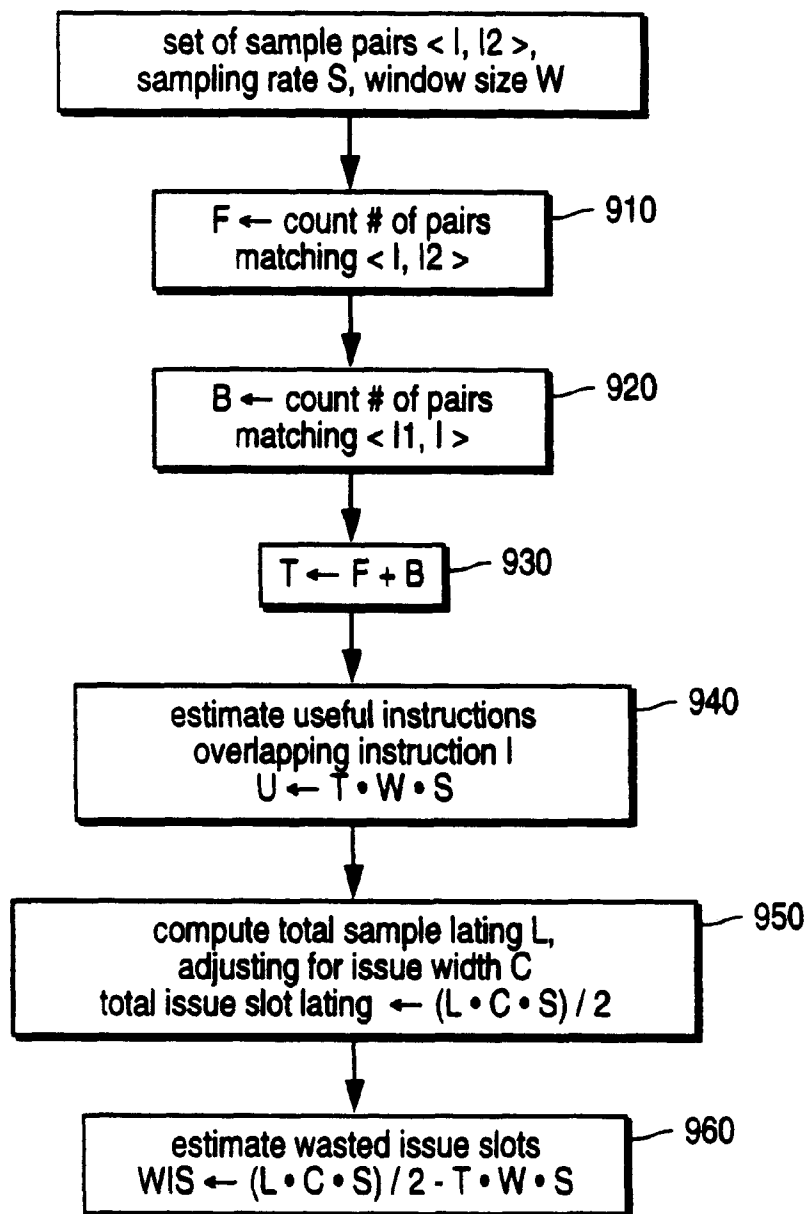 set of sample pairs < I, I2 >,
sampling rate S, window size W
F ← count # of pairs
matching < I, I2 >
910
B ← count # of pairs
matching < I1, I >
920
T ← F + B
930
estimate useful instructions
overlapping instruction I
U ← T • W • S
940
compute total sample lating L,
adjusting for issue width C
total issue slot lating ← (L • C • S) / 2
950
estimate wasted issue slots
WIS ← (L • C • S) / 2 - T • W • S
960